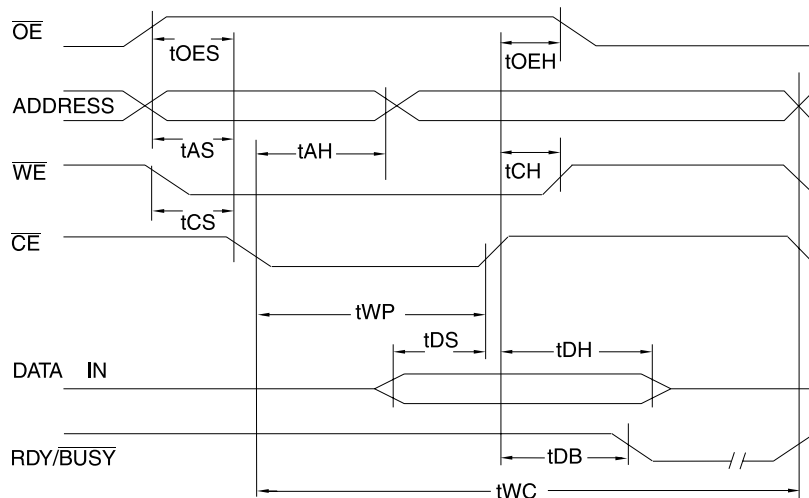 OE
tOES
tOEH
ADDRESS
tAS
tAH
tCH
WE
tCS
CE
tWP
tDS
tDH
DATA IN
RDY/BUSY
tDB
tWC